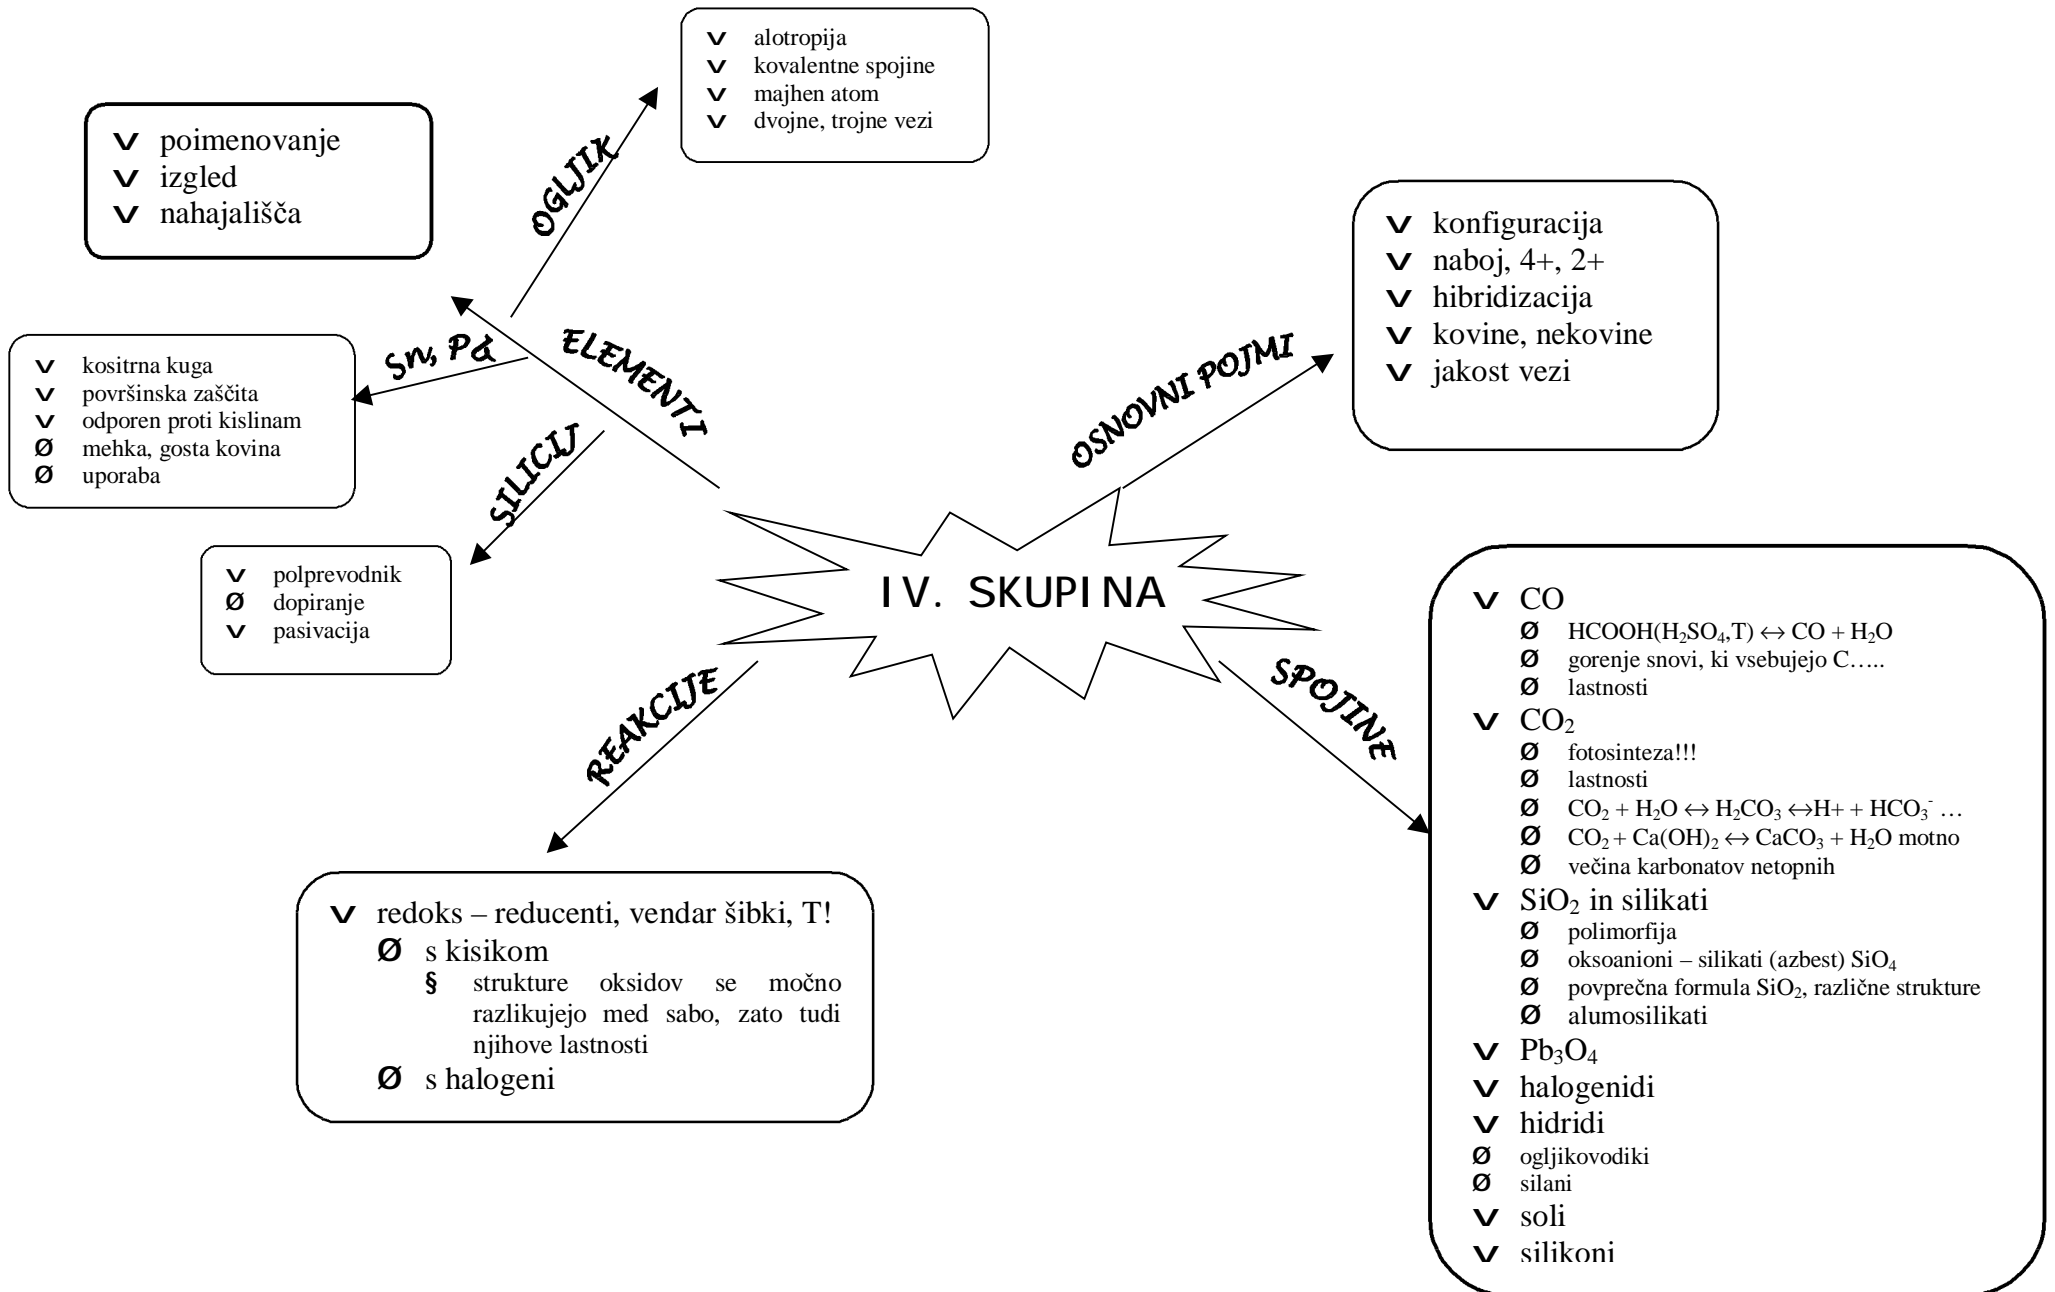 v alotropija
v kovalentne spojine
v majhen atom
v dvojne, trojne vezi
OGLJIK
v poimenovanje
v izgled
v nahajališča
v konfiguracija
v naboj, 4+, 2+
v hibridizacija
v kovine, nekovine
v jakost vezi
OSNOVNI POJMI
ELEMENTI
Sn, Pb
v kositrna kuga
v površinska zaščita
v odporen proti kislinam
Ø mehka, gosta kovina
Ø uporaba
SILICIJ
v polprevodnik
Ø dopiranje
v pasivacija
IV. SKUPINA
REAKCIJE
v redoks – reducenti, vendar šibki, T!
Ø s kisikom
§ strukture oksidov se močno
razlikujejo med sabo, zato tudi
njihove lastnosti
Ø s halogeni
SPOJINE
v CO
Ø HCOOH(H₂SO₄,T) ↔ CO + H₂O
Ø gorenje snovi, ki vsebujejo C…..
Ø lastnosti
v CO₂
Ø fotosinteza!!!
Ø lastnosti
Ø CO₂ + H₂O ↔ H₂CO₃ ↔H+ + HCO₃⁻ …
Ø CO₂ + Ca(OH)₂ ↔ CaCO₃ + H₂O motno
Ø večina karbonatov netopnih
v SiO₂ in silikati
Ø polimorfija
Ø oksoanioni – silikati (azbest) SiO₄
Ø povprečna formula SiO₂, različne strukture
Ø alumosilikati
v Pb₃O₄
v halogenidi
v hidridi
Ø ogljikovodiki
Ø silani
v soli
v silikoni